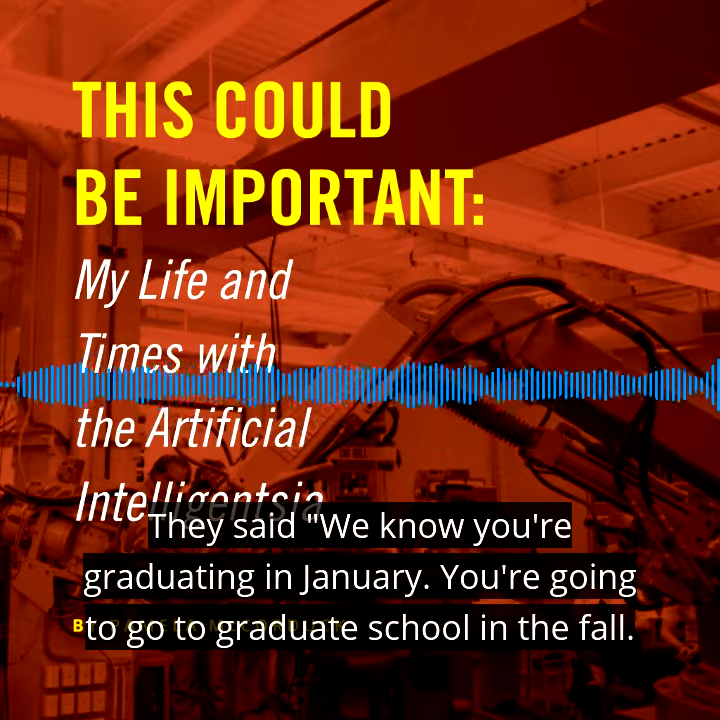 THIS COULD
BE IMPORTANT:
My Life and
Times with
the Artificial
Intelligentsia
They said "We know you're
graduating in January. You're going
to go to graduate school in the fall.